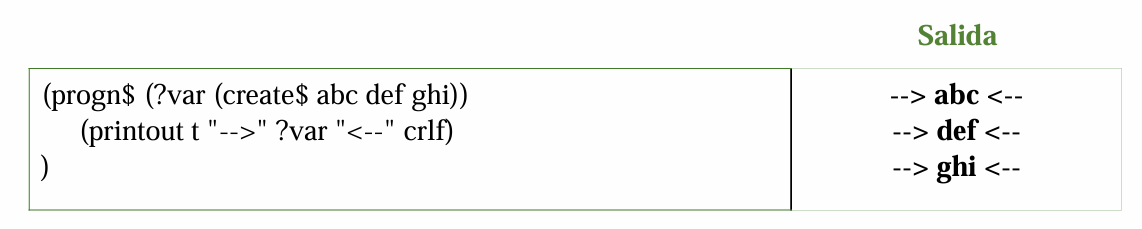 Salida
(progn$ (?var (create$ abc def ghi))
(printout t "-->" ?var "<--" crlf)
)
--> abc <--
--> def <--
--> ghi <--